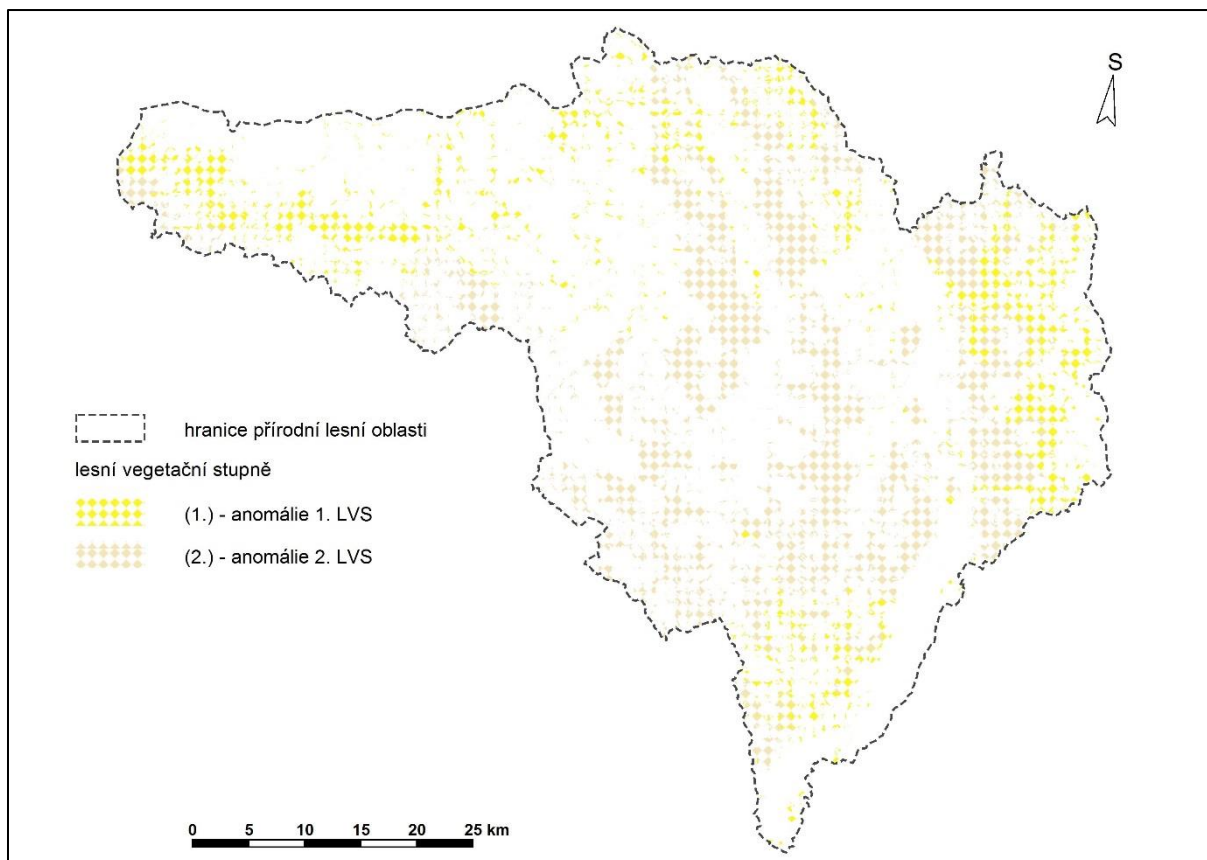 S
hranice přírodní lesní oblasti
lesní vegetační stupně
(1.) - anomálie 1. LVS
(2.) - anomálie 2. LVS
0 5 10 15 20 25 km